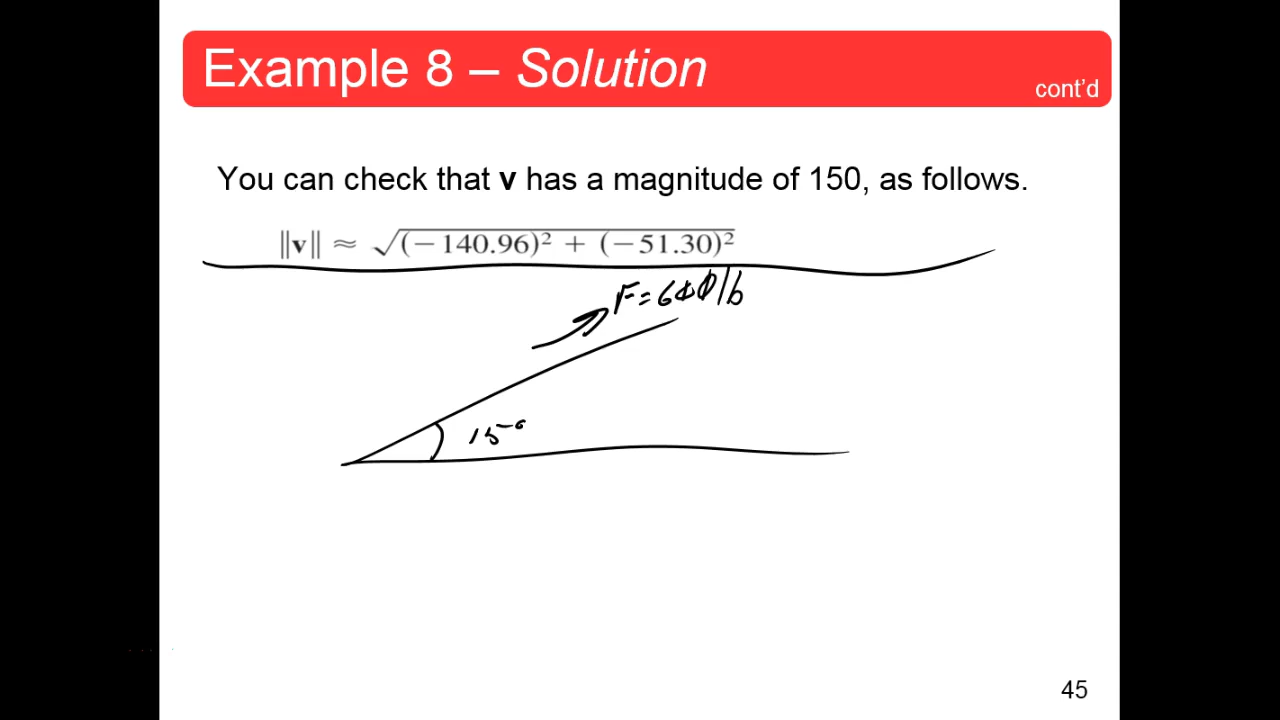 Example 8 – Solution
cont'd
You can check that v has a magnitude of 150, as follows.
‖v‖ ≈ √(−140.96)² + (−51.30)²
F=600lb
15°
45